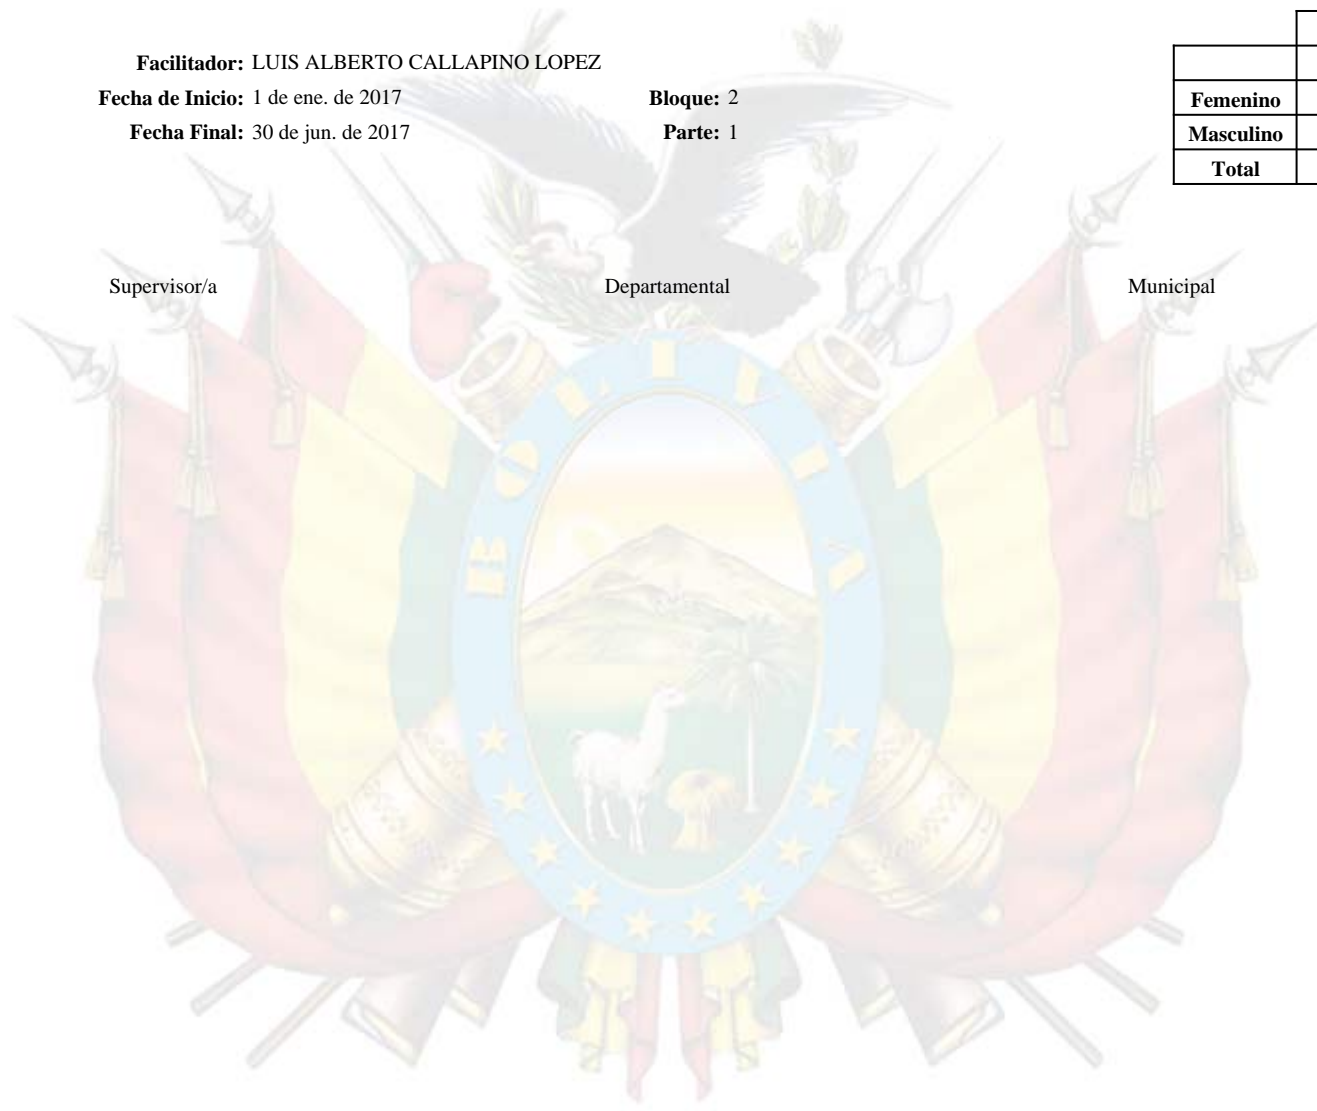 Facilitador: LUIS ALBERTO CALLAPINO LOPEZ
Fecha de Inicio: 1 de ene. de 2017 Bloque: 2
Fecha Final: 30 de jun. de 2017 Parte: 1
Femenino
Masculino
Total
Supervisor/a Departamental Municipal
BOLIVIA